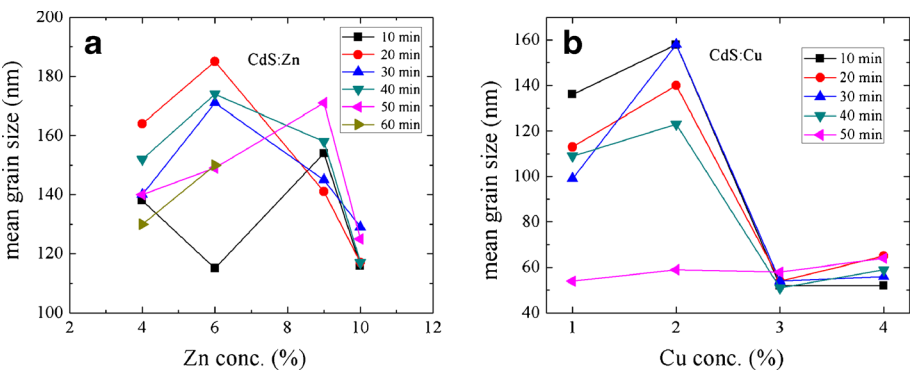 a
CdS:Zn
10 min
20 min
30 min
40 min
50 min
60 min
mean grain size (nm)
200
180
160
140
120
100
2
4
6
8
10
12
Zn conc. (%)
b
CdS:Cu
10 min
20 min
30 min
40 min
50 min
mean grain size (nm)
160
140
120
100
80
60
40
1
2
3
4
Cu conc. (%)